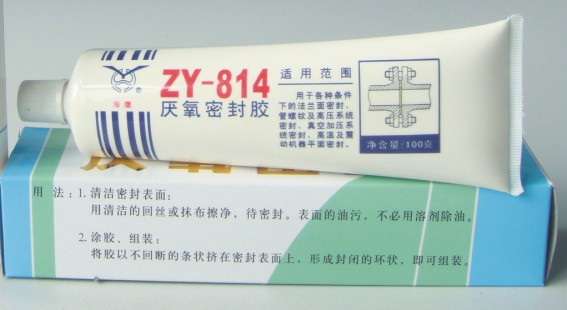 海鹰
ZY-814
厌氧密封胶
适用范围
用于各种条件
下的法兰面密封、
管螺纹及高压系统
密封、真空加压系
统密封、高温及震
动机器平面密封。
净含量:100克
用 法:1.清洁密封表面:
用清洁的回丝或抹布擦净，待密封。表面的油污，不必用溶剂除油。
2.涂胶、组装:
将胶以不回断的条状挤在密封表面上，形成封闭的环状，即可组装。